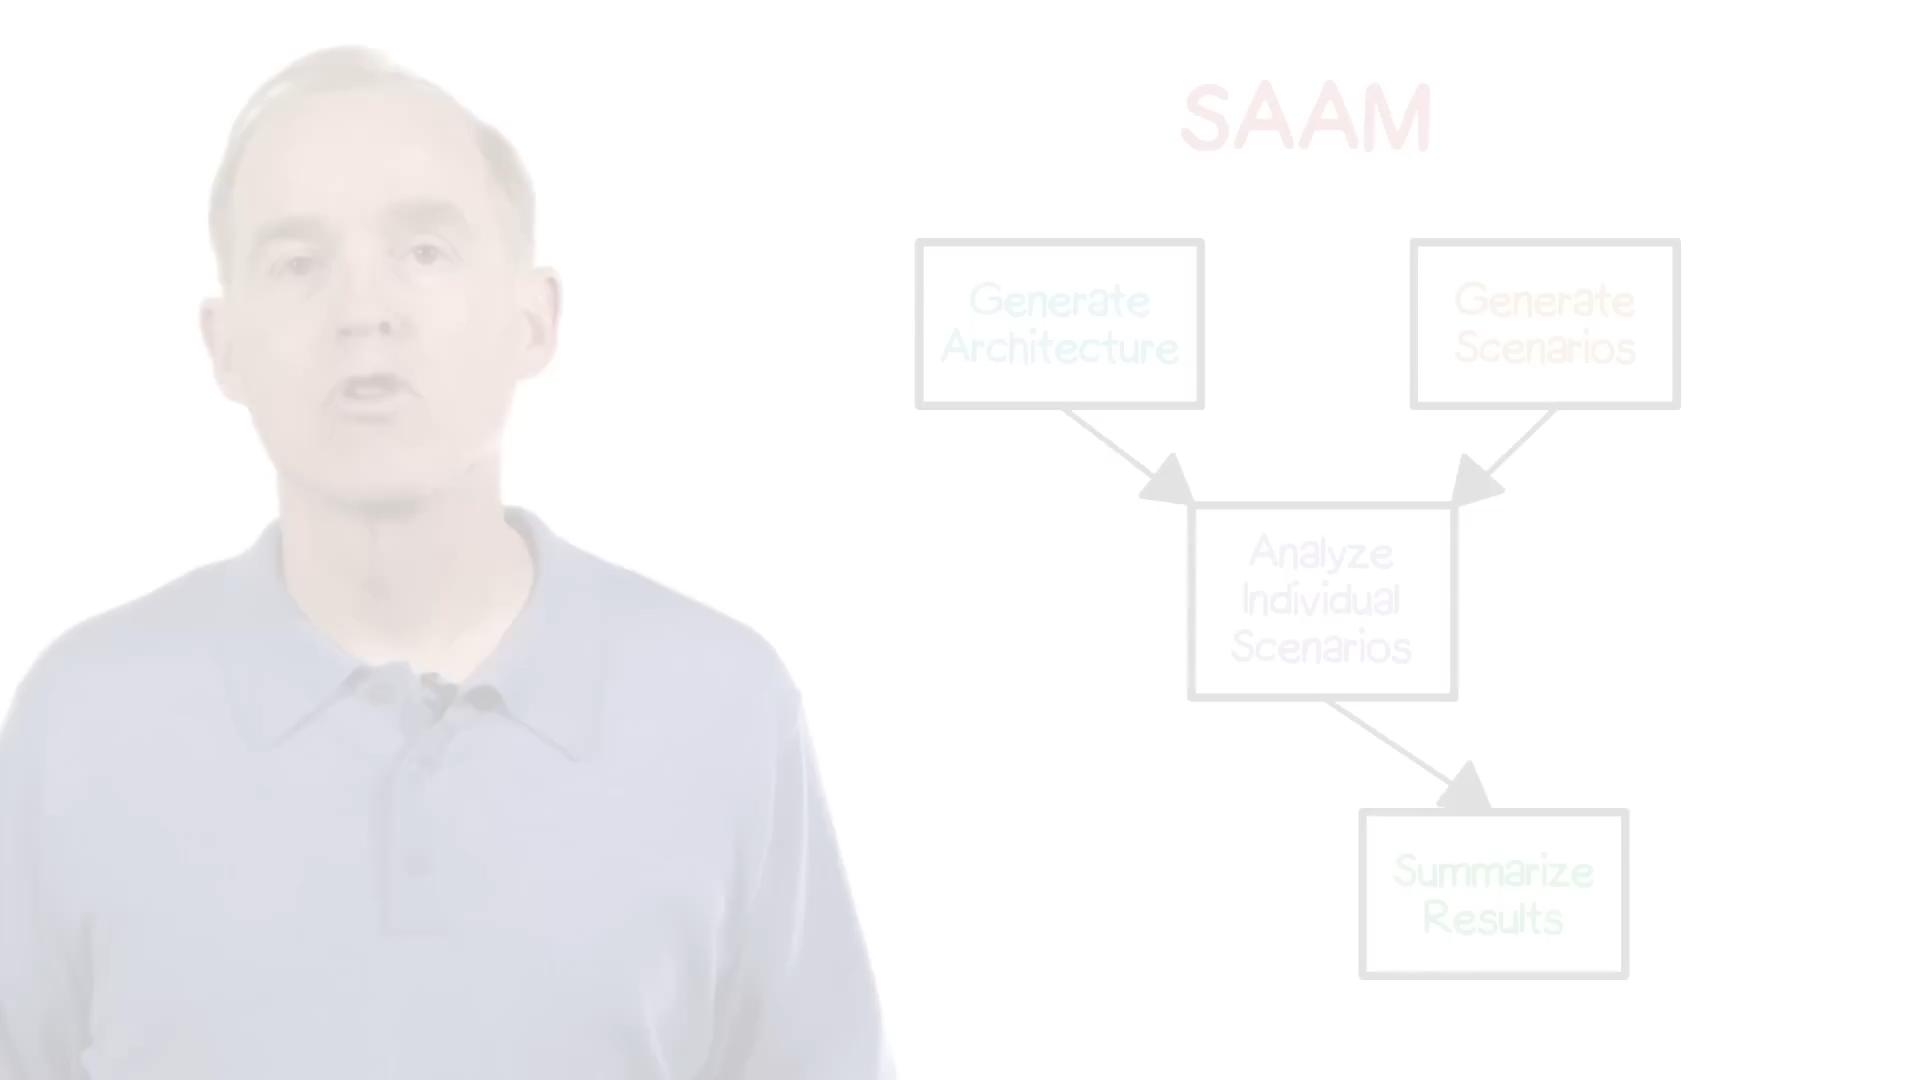 SAAM
Generate
Architecture
Generate
Scenarios
Analyze
Individual
Scenarios
Summarize
Results